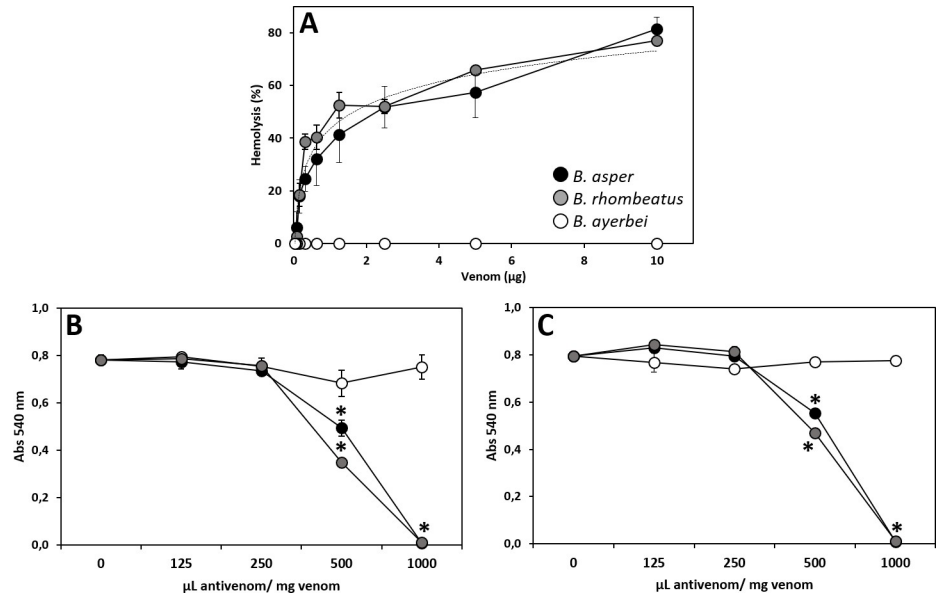 A
80
60
40
20
0
Hemolysis (%)
B. asper
B. rhombeatus
B. ayerbei
0 2 4 6 8 10
Venom (µg)
B
1,0
0,8
0,6
0,4
0,2
0,0
Abs 540 nm
*
*
*
0 125 250 500 1000
µL antivenom/ mg venom
C
1,0
0,8
0,6
0,4
0,2
0,0
Abs 540 nm
*
*
*
0 125 250 500 1000
µL antivenom/ mg venom